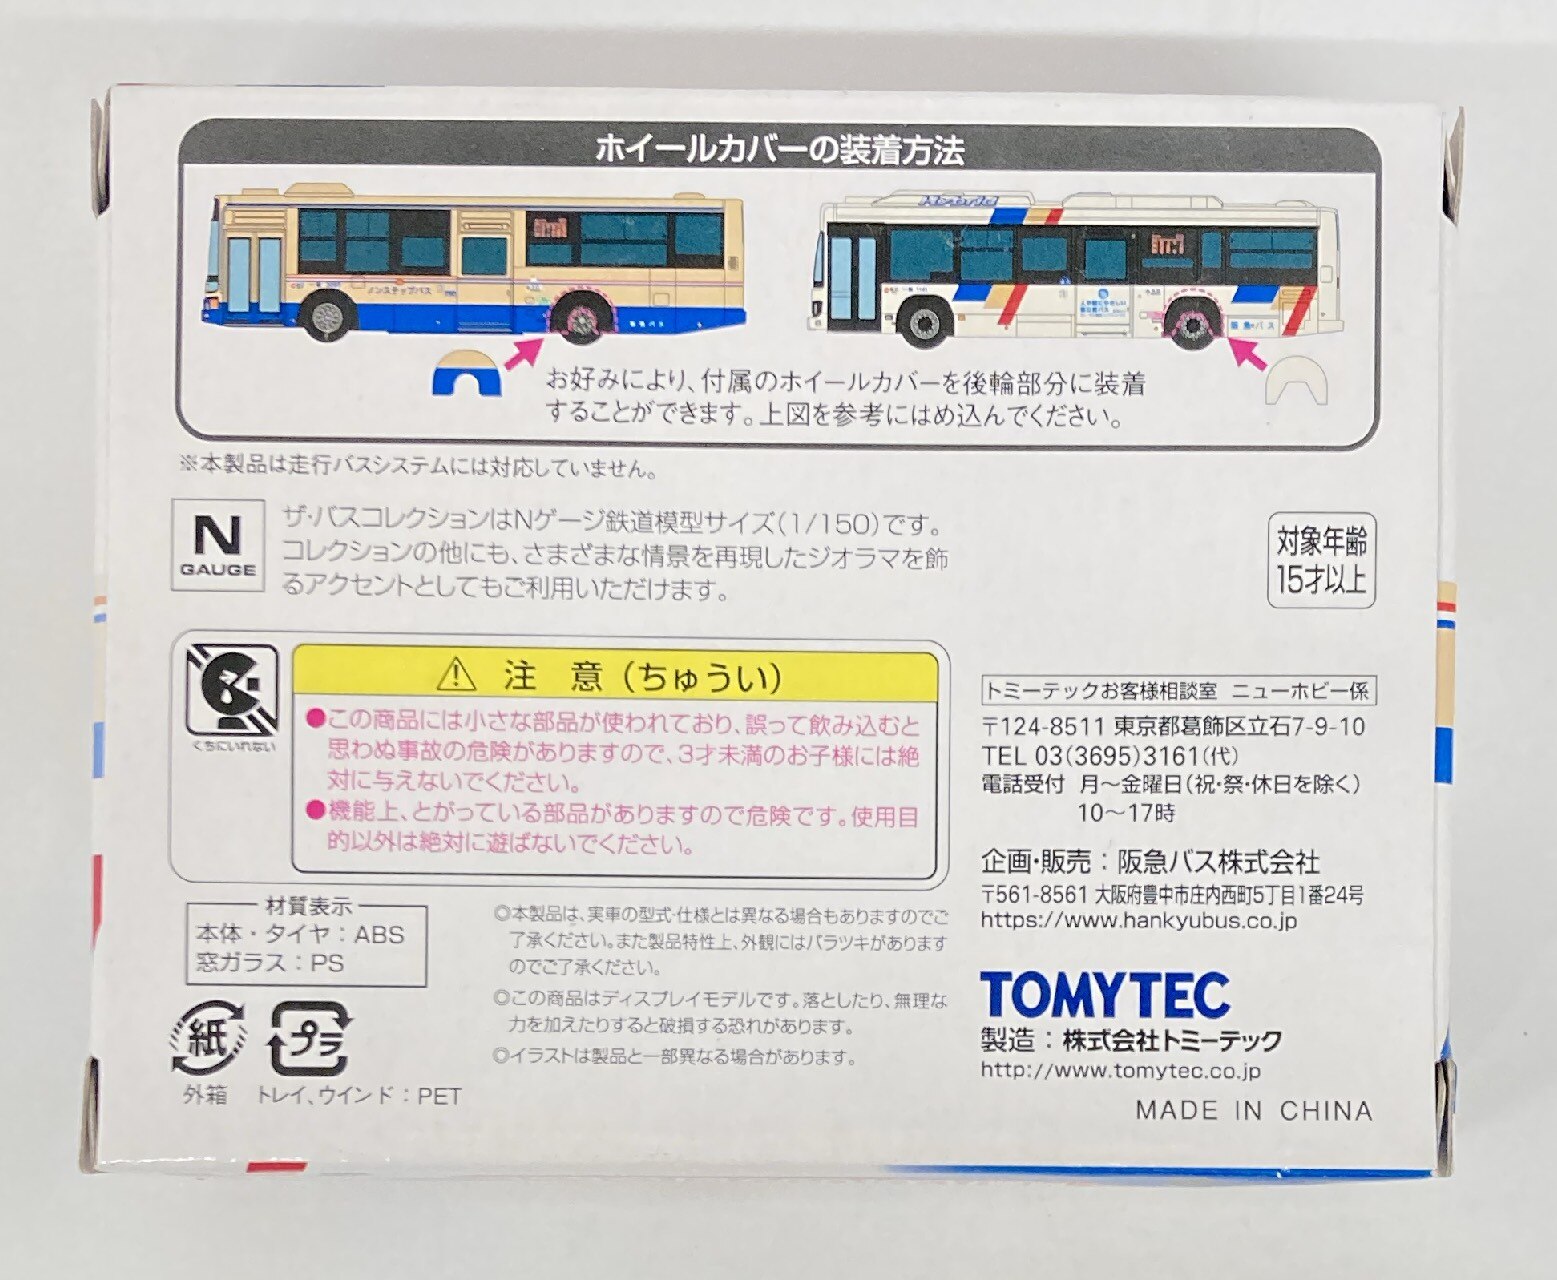 ホイールカバーの装着方法
Hybrid
ノンステップバス
阪急バス
阪急バス
お好みにより、付属のホイールカバーを後輪部分に装着
することができます。上図を参考にはめ込んでください。
※本製品は走行バスシステムには対応していません。
N
GAUGE
ザ・バスコレクションはNゲージ鉄道模型サイズ(1/150)です。
コレクションの他にも、さまざまな情景を再現したジオラマを飾
るアクセントとしてもご利用いただけます。
対象年齢
15才以上
くちにいれない
注 意(ちゅうい)
●この商品には小さな部品が使われており、誤って飲み込むと
思わぬ事故の危険がありますので、3才未満のお子様には絶
対に与えないでください。
●機能上、とがっている部品がありますので危険です。使用目
的以外は絶対に遊ばないでください。
トミーテックお客様相談室 ニューホビー係
〒124-8511 東京都葛飾区立石7-9-10
TEL 03(3695)3161(代)
電話受付 月～金曜日(祝・祭・休日を除く)
10～17時
企画・販売：阪急バス株式会社
〒561-8561 大阪府豊中市庄内西町5丁目1番24号
https://www.hankyubus.co.jp
材質表示
本体・タイヤ：ABS
窓ガラス：PS
◎本製品は、実車の型式・仕様とは異なる場合もありますのでご
了承ください。また製品特性上、外観にはバラツキがあります
のでご了承ください。
◎この商品はディスプレイモデルです。落としたり、無理な
力を加えたりすると破損する恐れがあります。
◎イラストは製品と一部異なる場合があります。
紙
プラ
外箱
トレイ、ウインド：PET
TOMYTEC
製造：株式会社トミーテック
http://www.tomytec.co.jp
MADE IN CHINA